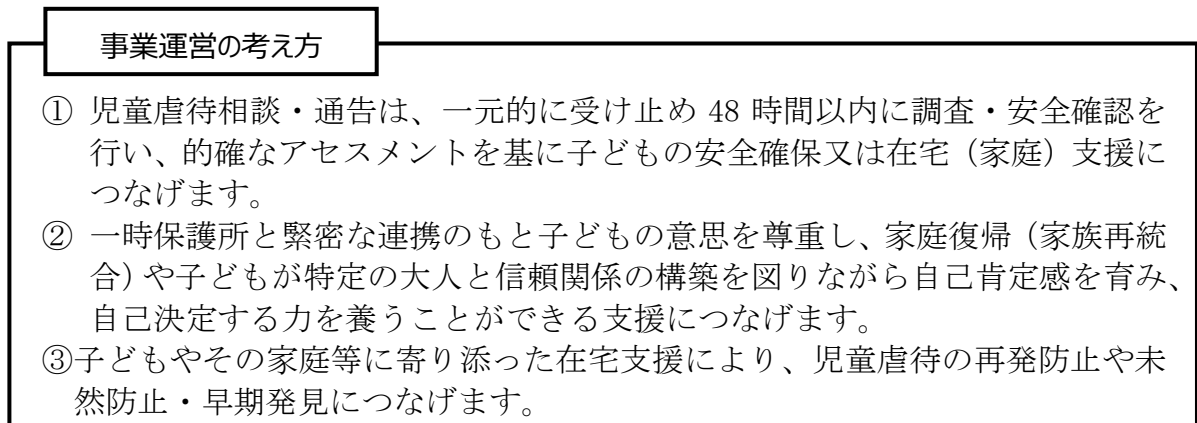 事業運営の考え方
① 児童虐待相談・通告は、一元的に受け止め 48 時間以内に調査・安全確認を
行い、的確なアセスメントを基に子どもの安全確保又は在宅（家庭）支援に
つなげます。
② 一時保護所と緊密な連携のもと子どもの意思を尊重し、家庭復帰（家族再統
合）や子どもが特定の大人と信頼関係の構築を図りながら自己肯定感を育み、
自己決定する力を養うことができる支援につなげます。
③子どもやその家庭等に寄り添った在宅支援により、児童虐待の再発防止や未
然防止・早期発見につなげます。